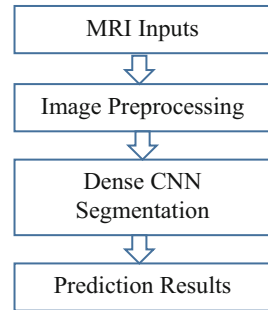 MRI Inputs
Image Preprocessing
Dense CNN
Segmentation
Prediction Results